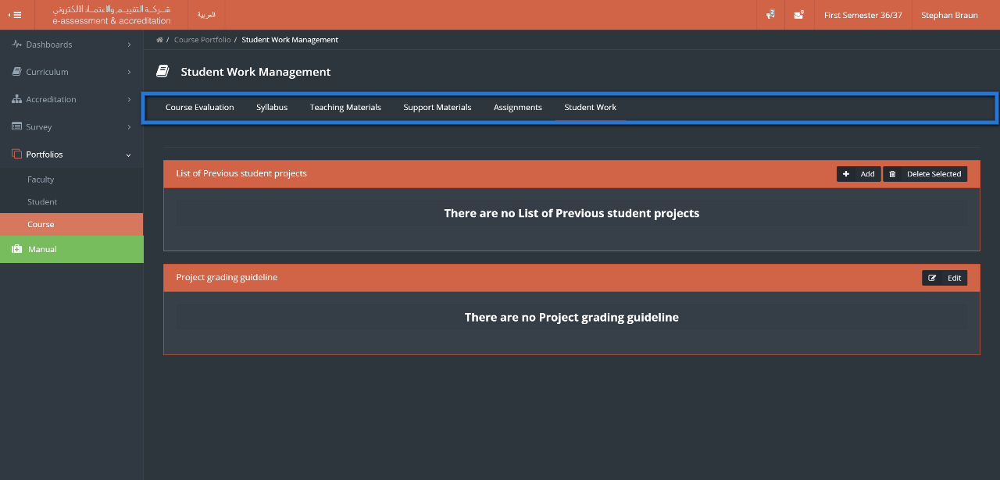 شركة التقييم والاعتماد الالكتروني
e-assessment & accreditation
العربية
First Semester 36/37
Stephan Braun
/ Course Portfolio / Student Work Management
Dashboards
Curriculum
Accreditation
Survey
Portfolios
Faculty
Student
Course
Manual
Student Work Management
Course Evaluation Syllabus Teaching Materials Support Materials Assignments Student Work
List of Previous student projects
Add
Delete Selected
There are no List of Previous student projects
Project grading guideline
Edit
There are no Project grading guideline